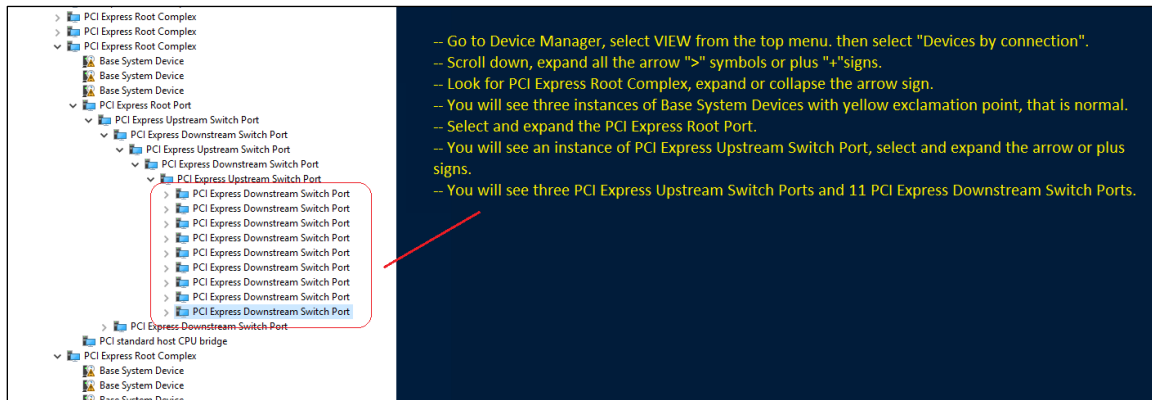 PCI Express Root Complex
PCI Express Root Complex
PCI Express Root Complex
Base System Device
Base System Device
Base System Device
PCI Express Root Port
PCI Express Upstream Switch Port
PCI Express Downstream Switch Port
PCI Express Upstream Switch Port
PCI Express Downstream Switch Port
PCI Express Upstream Switch Port
PCI Express Downstream Switch Port
PCI Express Downstream Switch Port
PCI Express Downstream Switch Port
PCI Express Downstream Switch Port
PCI Express Downstream Switch Port
PCI Express Downstream Switch Port
PCI Express Downstream Switch Port
PCI Express Downstream Switch Port
PCI Express Downstream Switch Port
PCI Express Downstream Switch Port
PCI standard host CPU bridge
PCI Express Root Complex
Base System Device
Base System Device
Base System Device
-- Go to Device Manager, select VIEW from the top menu. then select "Devices by connection".
-- Scroll down, expand all the arrow ">" symbols or plus "+"signs.
-- Look for PCI Express Root Complex, expand or collapse the arrow sign.
-- You will see three instances of Base System Devices with yellow exclamation point, that is normal.
-- Select and expand the PCI Express Root Port.
-- You will see an instance of PCI Express Upstream Switch Port, select and expand the arrow or plus
signs.
-- You will see three PCI Express Upstream Switch Ports and 11 PCI Express Downstream Switch Ports.